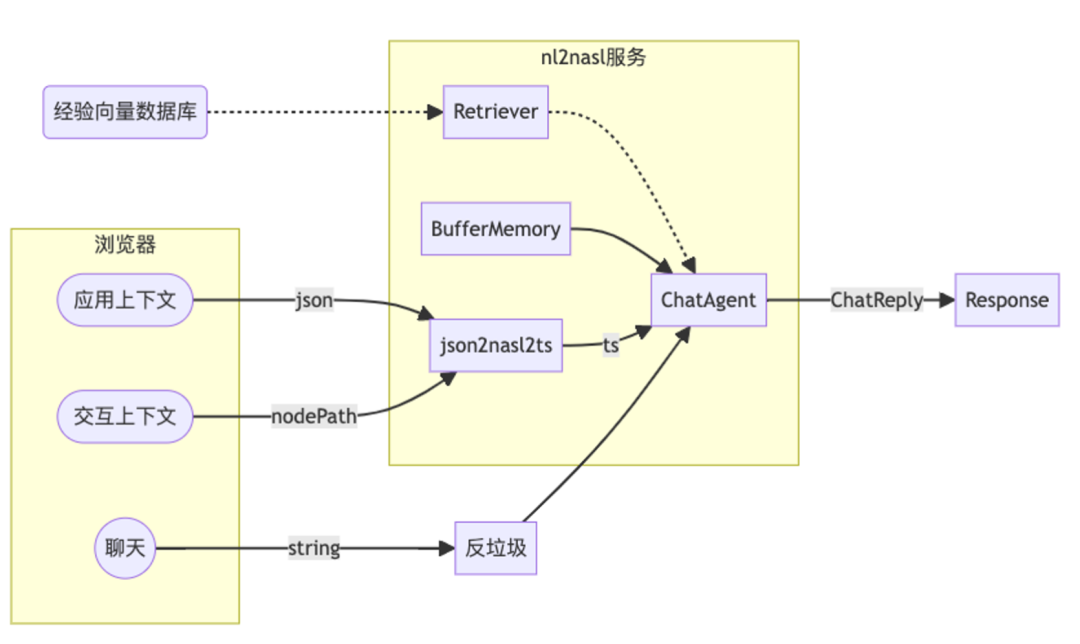 nl2nasl服务
经验向量数据库
Retriever
BufferMemory
浏览器
应用上下文
json
ChatAgent
ChatReply
Response
json2nasl2ts
ts
交互上下文
nodePath
聊天
string
反垃圾